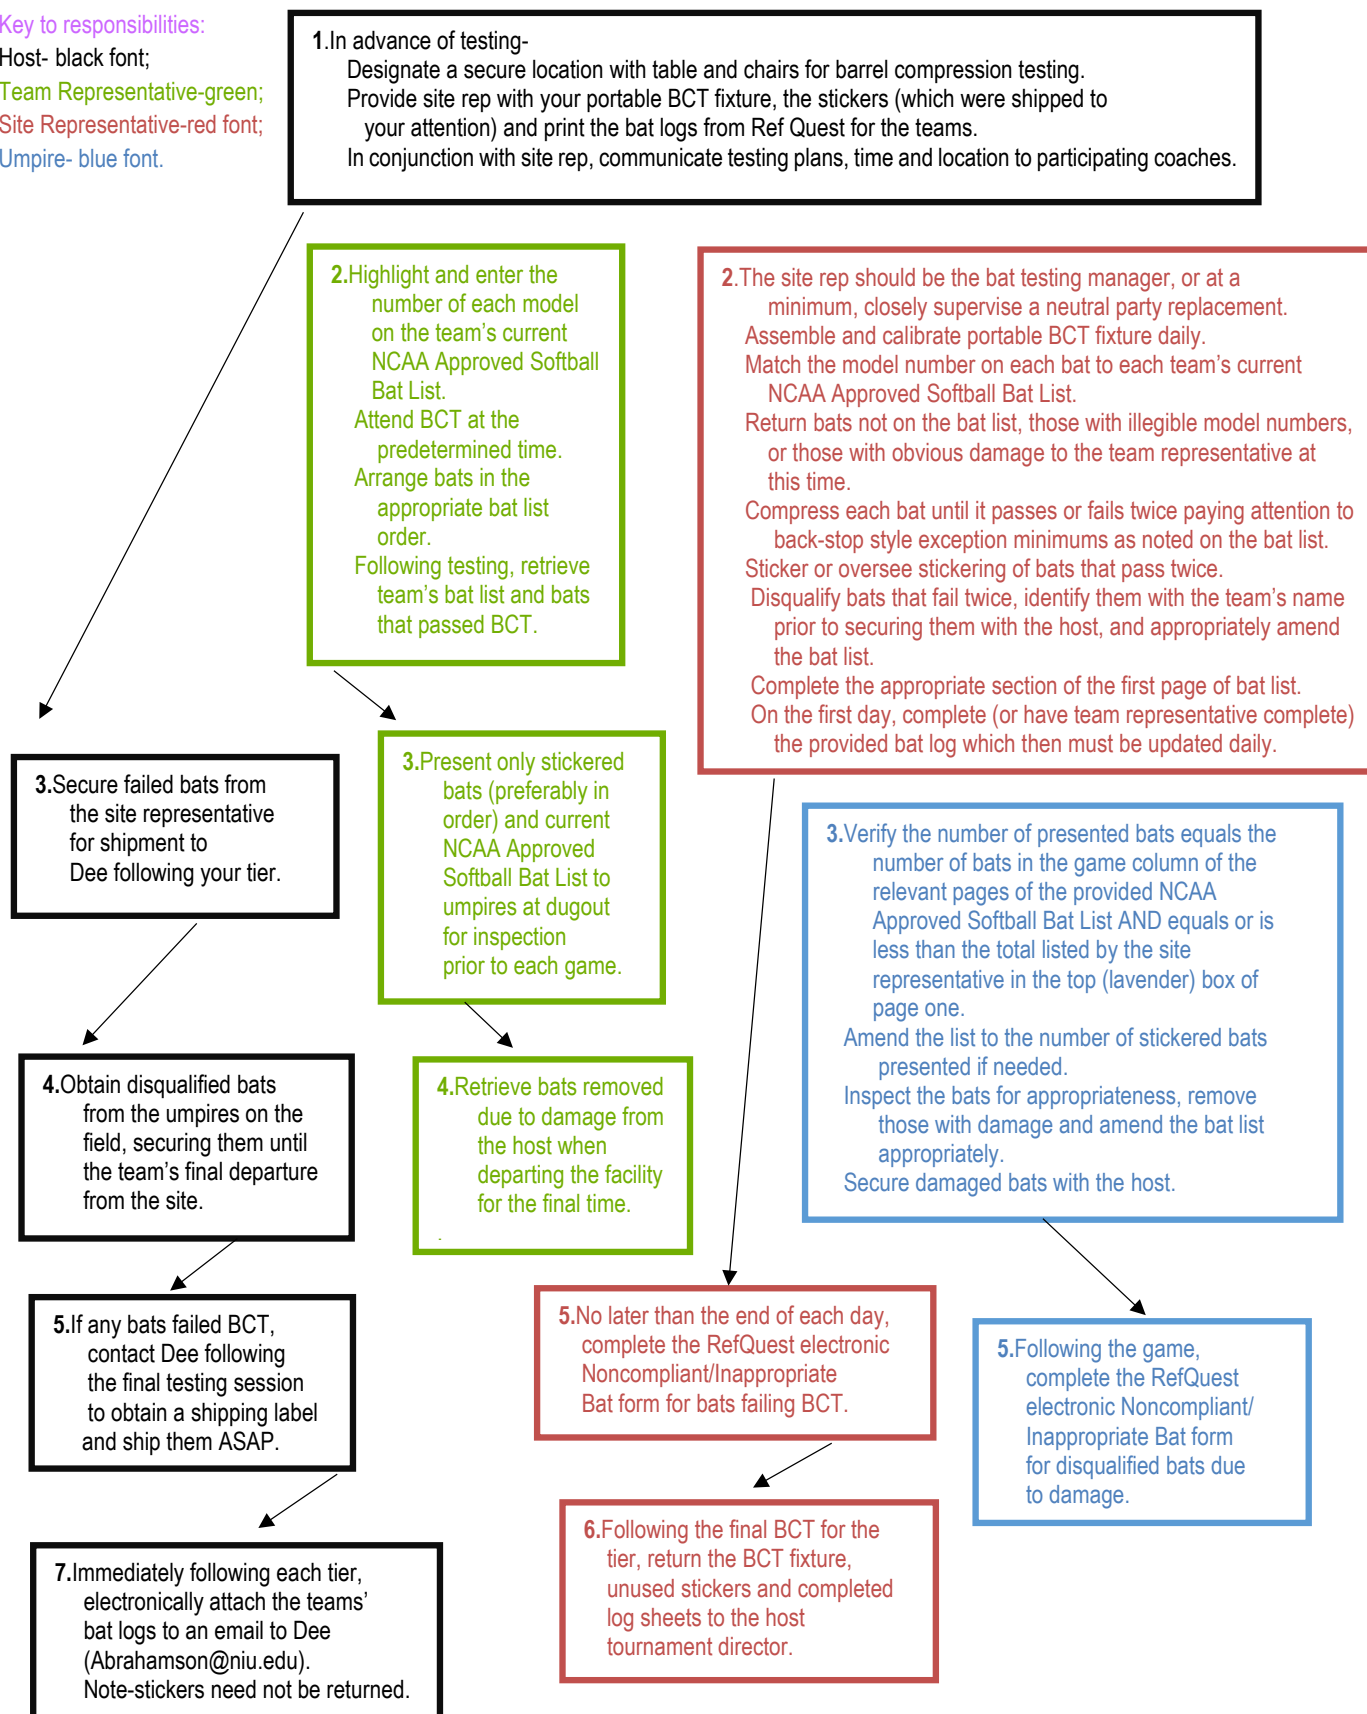 Key to responsibilities:
Host- black font;
Team Representative-green;
Site Representative-red font;
Umpire- blue font.
1.In advance of testing-
Designate a secure location with table and chairs for barrel compression testing.
Provide site rep with your portable BCT fixture, the stickers (which were shipped to
your attention) and print the bat logs from Ref Quest for the teams.
In conjunction with site rep, communicate testing plans, time and location to participating coaches.
2.Highlight and enter the
number of each model
on the team's current
NCAA Approved Softball
Bat List.
Attend BCT at the
predetermined time.
Arrange bats in the
appropriate bat list
order.
Following testing, retrieve
team's bat list and bats
that passed BCT.
2.The site rep should be the bat testing manager, or at a
minimum, closely supervise a neutral party replacement.
Assemble and calibrate portable BCT fixture daily.
Match the model number on each bat to each team's current
NCAA Approved Softball Bat List.
Return bats not on the bat list, those with illegible model numbers,
or those with obvious damage to the team representative at
this time.
Compress each bat until it passes or fails twice paying attention to
back-stop style exception minimums as noted on the bat list.
Sticker or oversee stickering of bats that pass twice.
Disqualify bats that fail twice, identify them with the team's name
prior to securing them with the host, and appropriately amend
the bat list.
Complete the appropriate section of the first page of bat list.
On the first day, complete (or have team representative complete)
the provided bat log which then must be updated daily.
3.Secure failed bats from
the site representative
for shipment to
Dee following your tier.
3.Present only stickered
bats (preferably in
order) and current
NCAA Approved
Softball Bat List to
umpires at dugout
for inspection
prior to each game.
3.Verify the number of presented bats equals the
number of bats in the game column of the
relevant pages of the provided NCAA
Approved Softball Bat List AND equals or is
less than the total listed by the site
representative in the top (lavender) box of
page one.
Amend the list to the number of stickered bats
presented if needed.
Inspect the bats for appropriateness, remove
those with damage and amend the bat list
appropriately.
Secure damaged bats with the host.
4.Obtain disqualified bats
from the umpires on the
field, securing them until
the team's final departure
from the site.
4.Retrieve bats removed
due to damage from
the host when
departing the facility
for the final time.
.
5.If any bats failed BCT,
contact Dee following
the final testing session
to obtain a shipping label
and ship them ASAP.
5.No later than the end of each day,
complete the RefQuest electronic
Noncompliant/Inappropriate
Bat form for bats failing BCT.
5.Following the game,
complete the RefQuest
electronic Noncompliant/
Inappropriate Bat form
for disqualified bats due
to damage.
6.Following the final BCT for the
tier, return the BCT fixture,
unused stickers and completed
log sheets to the host
tournament director.
7.Immediately following each tier,
electronically attach the teams'
bat logs to an email to Dee
(Abrahamson@niu.edu).
Note-stickers need not be returned.